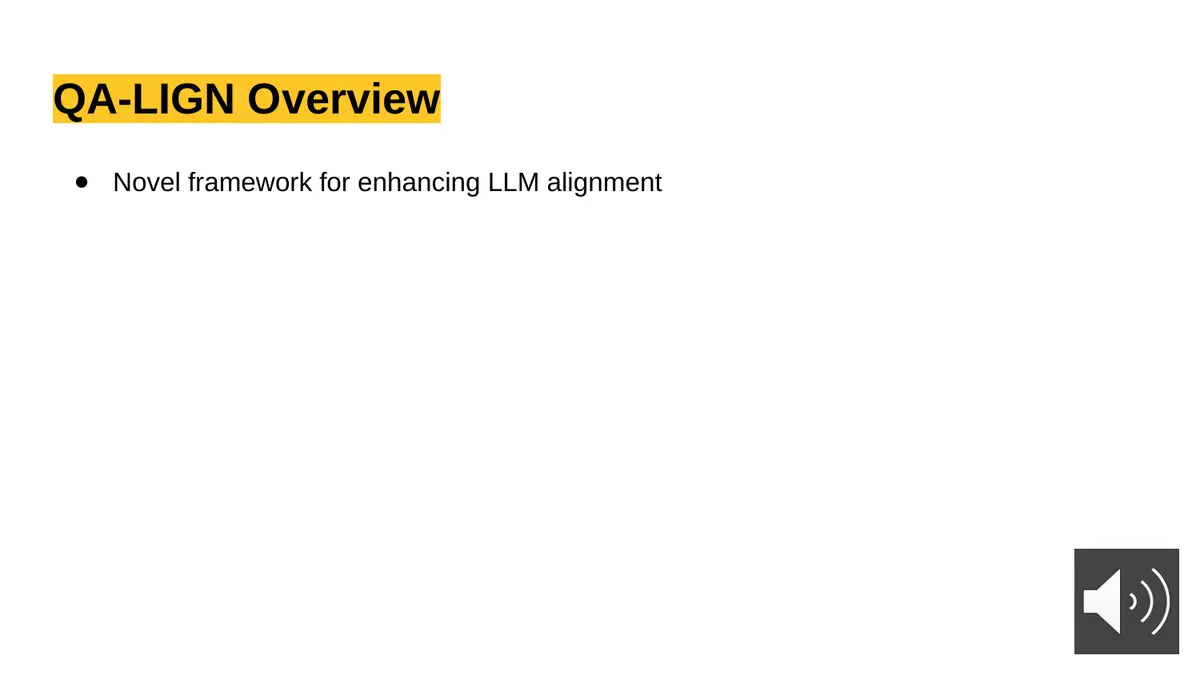 QA-LIGN Overview
● Novel framework for enhancing LLM alignment